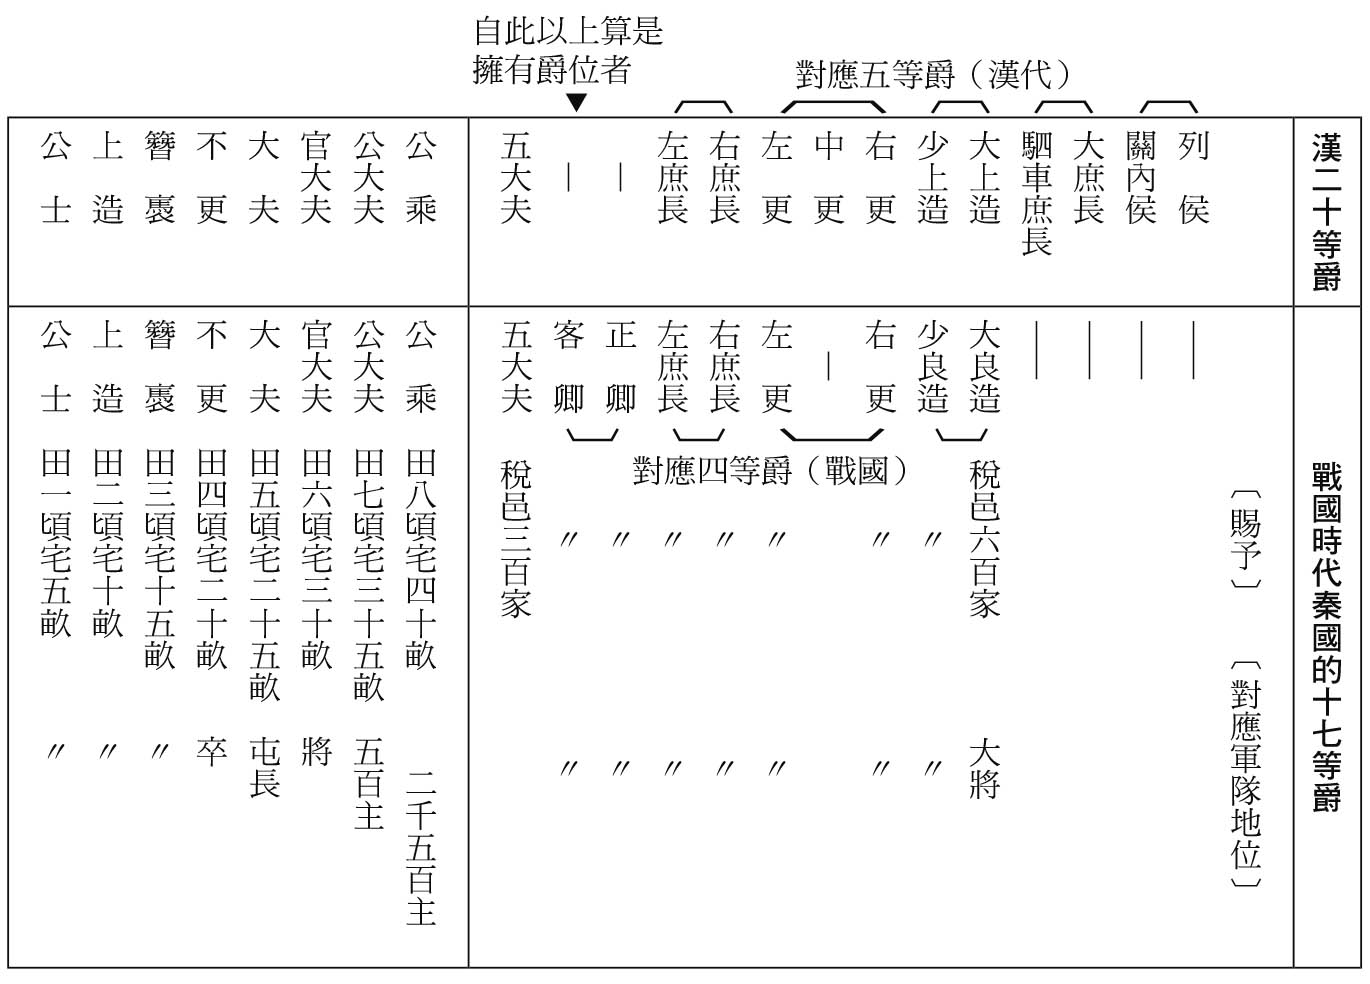 自此以上算是
擁有爵位者
▼
對應五等爵（漢代）
漢二十等爵
列侯
關內侯
大庶長
駟車庶長
大上造
少上造
右更
中更
左更
右庶長
左庶長
｜
｜
五大夫
公乘
公大夫
官大夫
大夫
不更
簪裹
上造
公士
戰國時代秦國的十七等爵
〔賜予〕　〔對應軍隊地位〕
｜
｜
｜
｜
大良造　稅邑六百家　大將
少良造　〃　〃
右更　〃　〃
｜
左更　〃　〃
右庶長　〃　〃
左庶長　〃　〃
正卿　〃　〃
客卿　〃　〃
五大夫　稅邑三百家
對應四等爵（戰國）
公乘　田八頃宅四十畝　二千五百主
公大夫　田七頃宅三十五畝　五百主
官大夫　田六頃宅三十畝　將
大夫　田五頃宅二十五畝　屯長
不更　田四頃宅二十畝　卒
簪裹　田三頃宅十五畝　〃
上造　田二頃宅十畝　〃
公士　田一頃宅五畝　〃